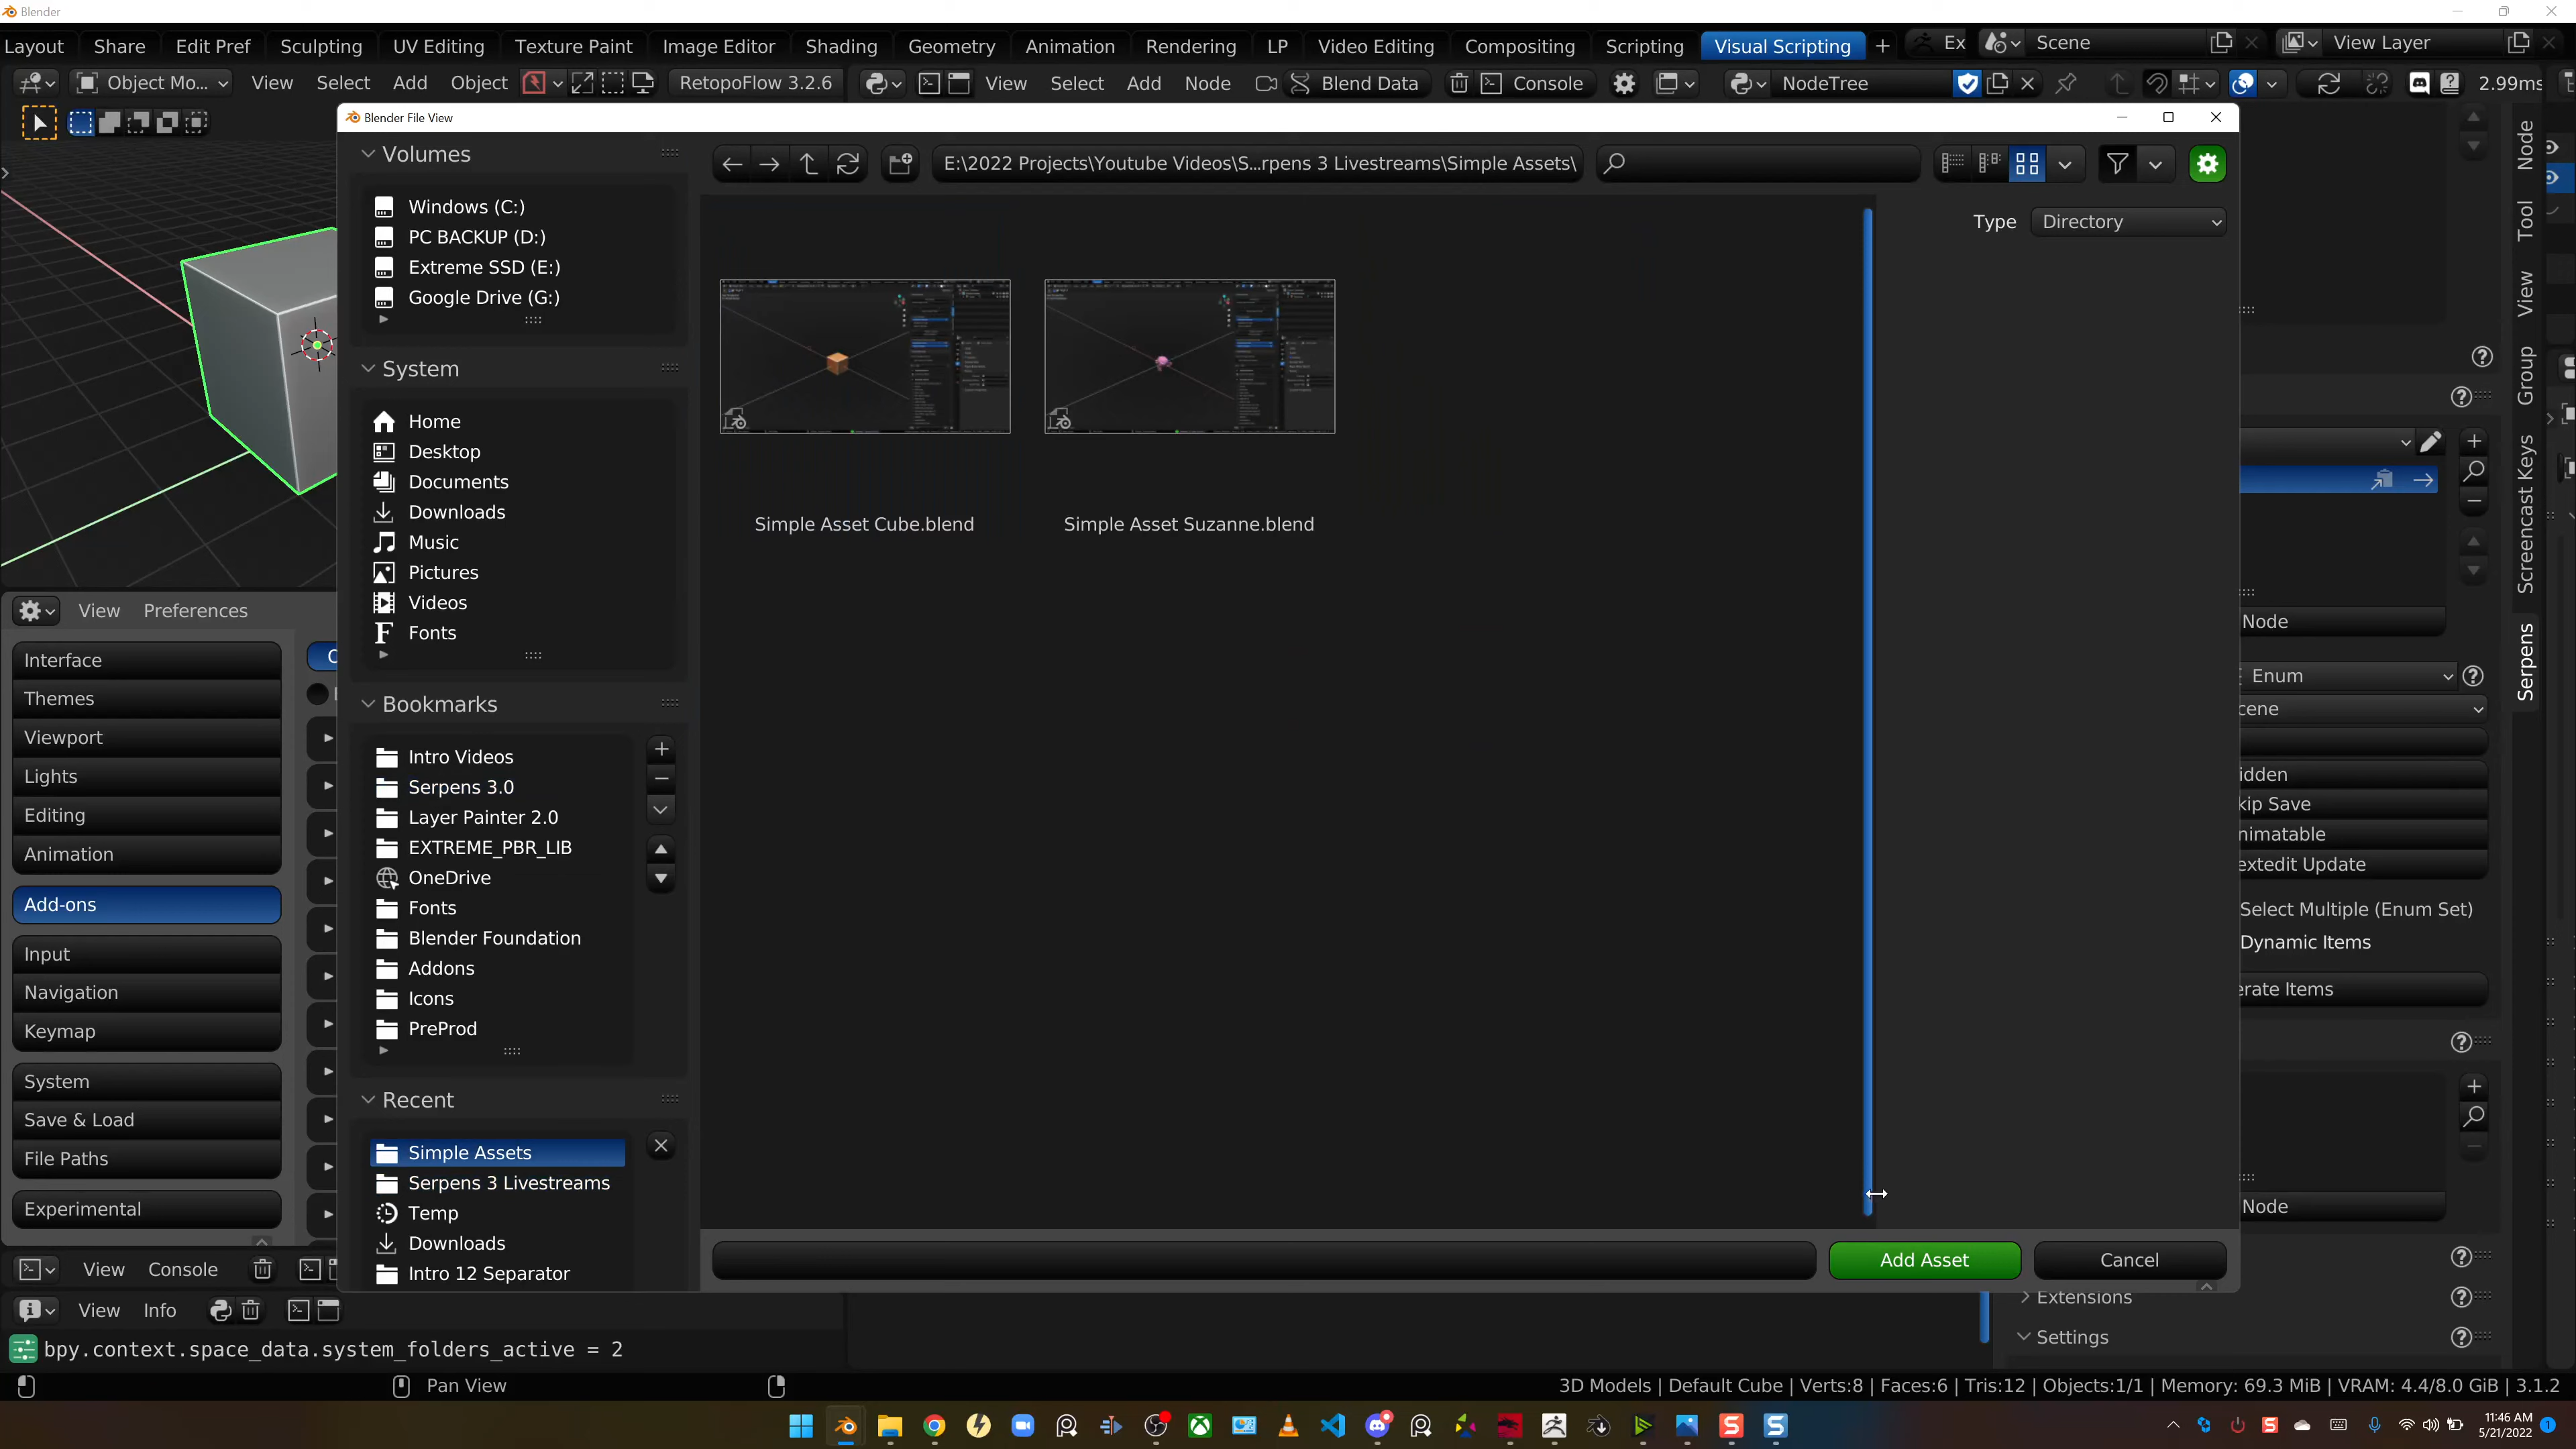 Blender
Layout Share Edit Pref Sculpting UV Editing Texture Paint Image Editor Shading Geometry Animation Rendering LP Video Editing Compositing Scripting Visual Scripting + Ex Scene View Layer
Object Mo... View Select Add Object RetopoFlow 3.2.6 View Select Add Node Blend Data Console NodeTree 2.99ms
Blender File View
Volumes
E:\2022 Projects\Youtube Videos\S...rpens 3 Livestreams\Simple Assets\
Windows (C:)
PC BACKUP (D:)
Extreme SSD (E:)
Google Drive (G:)
Type Directory
System
Home
Desktop
Documents
Downloads
Music
Pictures
Videos
Fonts
Simple Asset Cube.blend
Simple Asset Suzanne.blend
Bookmarks
Intro Videos
Serpens 3.0
Layer Painter 2.0
EXTREME_PBR_LIB
OneDrive
Fonts
Blender Foundation
Addons
Icons
PreProd
Recent
Simple Assets
Serpens 3 Livestreams
Temp
Downloads
Intro 12 Separator
Add Asset
Cancel
View Preferences
Interface
Themes
Viewport
Lights
Editing
Animation
Add-ons
Input
Navigation
Keymap
System
Save & Load
File Paths
Experimental
Node
Enum
cene
idden
kip Save
nimatable
extedit Update
Select Multiple (Enum Set)
Dynamic Items
erate Items
Node
Extensions
Settings
Node
Tool
View
Group
Screencast Keys
Serpens
View Console
View Info
bpy.context.space_data.system_folders_active = 2
Pan View
3D Models | Default Cube | Verts:8 | Faces:6 | Tris:12 | Objects:1/1 | Memory: 69.3 MiB | VRAM: 4.4/8.0 GiB | 3.1.2
11:46 AM
5/21/2022
1